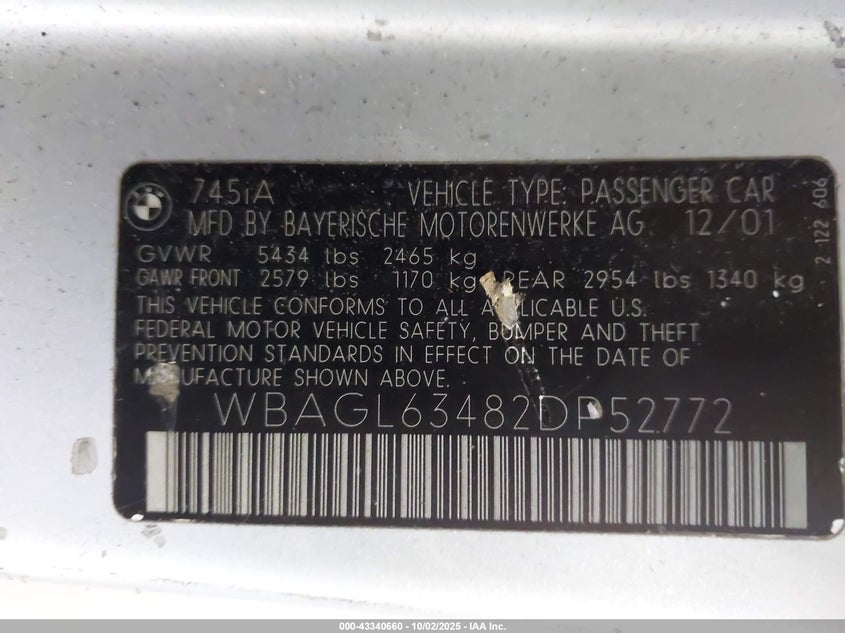 745iA VEHICLE TYPE: PASSENGER CAR
MFD BY BAYERISCHE MOTORENWERKE AG 12/01
GVWR 5434 lbs 2465 kg
GAWR FRONT 2579 lbs 1170 kg REAR 2954 lbs 1340 kg
THIS VEHICLE CONFORMS TO ALL APPLICABLE U.S.
FEDERAL MOTOR VEHICLE SAFETY, BUMPER AND THEFT
PREVENTION STANDARDS IN EFFECT ON THE DATE OF
MANUFACTURE SHOWN ABOVE.
WBAGL63482DP52772
2 122 606
000-43340660 - 10/02/2025 - IAA Inc.